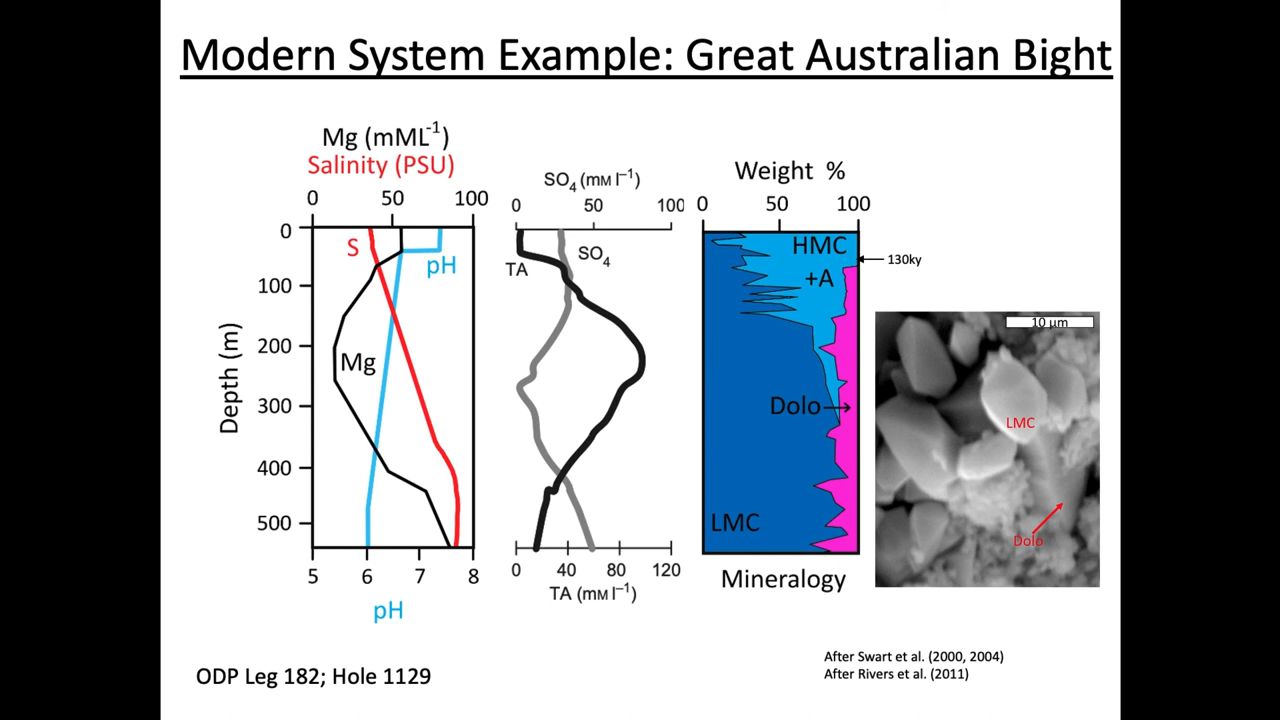 Modern System Example: Great Australian Bight
Mg (mML-1)
Salinity (PSU)
0 50 100
S
pH
Mg
0
100
200
300
400
500
Depth (m)
5 6 7 8
pH
SO4 (mM l–1)
0 50 100
TA
SO4
0 40 80 120
TA (mM l–1)
Weight %
0 50 100
HMC
+A
130ky
Dolo
LMC
Mineralogy
10 μm
LMC
Dolo
ODP Leg 182; Hole 1129
After Swart et al. (2000, 2004)
After Rivers et al. (2011)